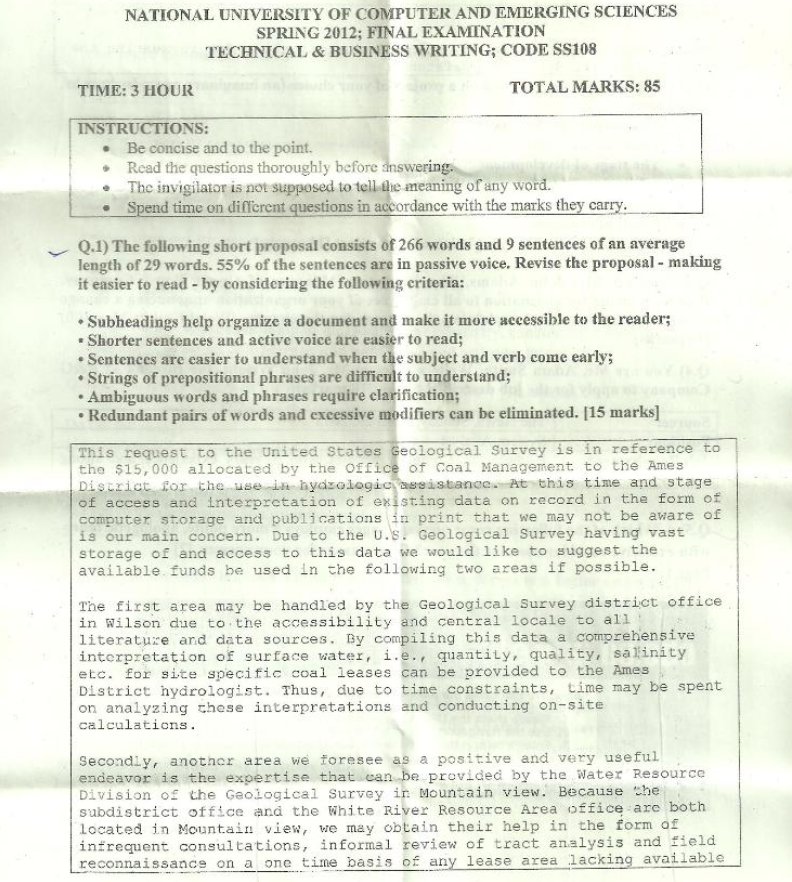 NATIONAL UNIVERSITY OF COMPUTER AND EMERGING SCIENCES
SPRING 2012; FINAL EXAMINATION
TECHNICAL & BUSINESS WRITING; CODE SS108
TIME: 3 HOUR TOTAL MARKS: 85
INSTRUCTIONS:
• Be concise and to the point.
• Read the questions thoroughly before answering.
• The invigilator is not supposed to tell the meaning of any word.
• Spend time on different questions in accordance with the marks they carry.
Q.1) The following short proposal consists of 266 words and 9 sentences of an average
length of 29 words. 55% of the sentences are in passive voice. Revise the proposal - making
it easier to read - by considering the following criteria:
• Subheadings help organize a document and make it more accessible to the reader;
• Shorter sentences and active voice are easier to read;
• Sentences are easier to understand when the subject and verb come early;
• Strings of prepositional phrases are difficult to understand;
• Ambiguous words and phrases require clarification;
• Redundant pairs of words and excessive modifiers can be eliminated. [15 marks]
This request to the United States Geological Survey is in reference to
the $15,000 allocated by the Office of Coal Management to the Ames
District for the use in hydrologic assistance. At this time and stage
of access and interpretation of existing data on record in the form of
computer storage and publications in print that we may not be aware of
is our main concern. Due to the U.S. Geological Survey having vast
storage of and access to this data we would like to suggest the
available funds be used in the following two areas if possible.
The first area may be handled by the Geological Survey district office
in Wilson due to the accessibility and central locale to all
literature and data sources. By compiling this data a comprehensive
interpretation of surface water, i.e., quantity, quality, salinity
etc. for site specific coal leases can be provided to the Ames
District hydrologist. Thus, due to time constraints, time may be spent
on analyzing these interpretations and conducting on-site
calculations.
Secondly, another area we foresee as a positive and very useful
endeavor is the expertise that can be provided by the Water Resource
Division of the Geological Survey in Mountain view. Because the
subdistrict office and the White River Resource Area office are both
located in Mountain view, we may obtain their help in the form of
infrequent consultations, informal review of tract analysis and field
reconnaissance on a one time basis of any lease area lacking available